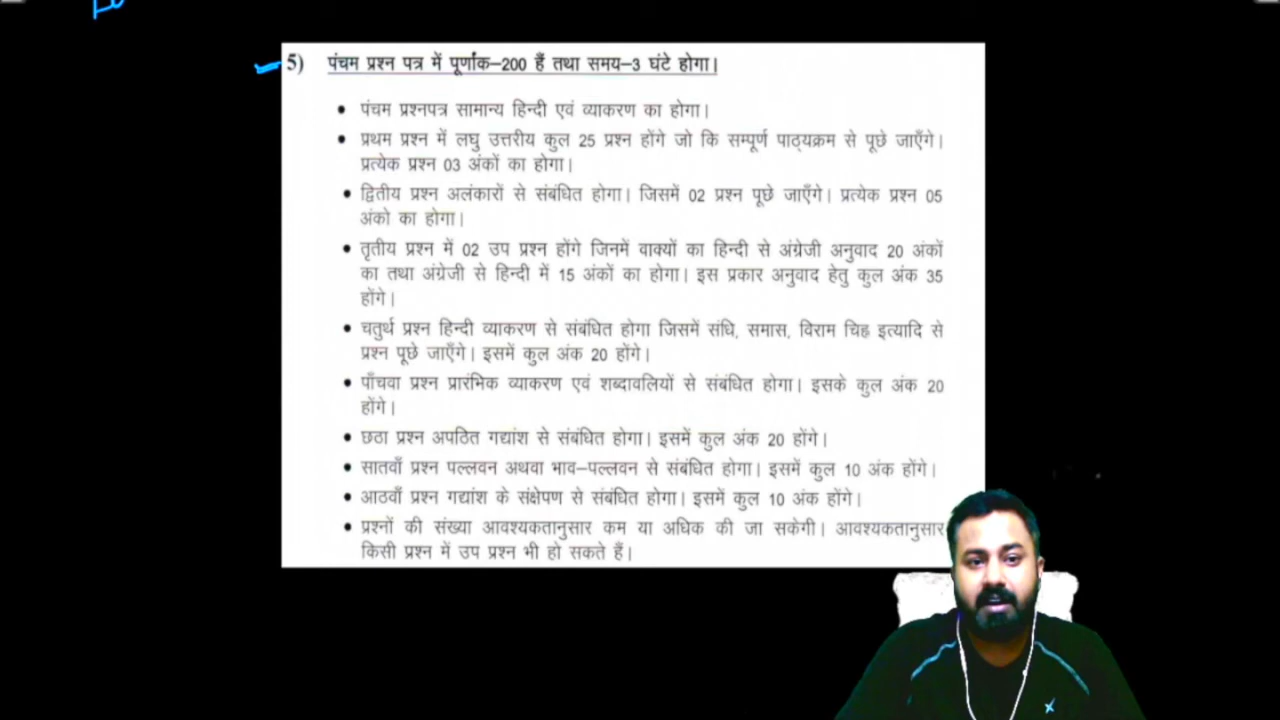 5) पंचम प्रश्न पत्र में पूर्णांक–200 हैं तथा समय–3 घंटे होगा।
• पंचम प्रश्नपत्र सामान्य हिन्दी एवं व्याकरण का होगा।
• प्रथम प्रश्न में लघु उत्तरीय कुल 25 प्रश्न होंगे जो कि सम्पूर्ण पाठ्यक्रम से पूछे जाएँगे।
प्रत्येक प्रश्न 03 अंकों का होगा।
• द्वितीय प्रश्न अलंकारों से संबंधित होगा। जिसमें 02 प्रश्न पूछे जाएँगे। प्रत्येक प्रश्न 05
अंको का होगा।
• तृतीय प्रश्न में 02 उप प्रश्न होंगे जिनमें वाक्यों का हिन्दी से अंग्रेजी अनुवाद 20 अंकों
का तथा अंग्रेजी से हिन्दी में 15 अंकों का होगा। इस प्रकार अनुवाद हेतु कुल अंक 35
होंगे।
• चतुर्थ प्रश्न हिन्दी व्याकरण से संबंधित होगा जिसमें संधि, समास, विराम चिह्न इत्यादि से
प्रश्न पूछे जाएँगे। इसमें कुल अंक 20 होंगे।
• पाँचवा प्रश्न प्रारंभिक व्याकरण एवं शब्दावलियों से संबंधित होगा। इसके कुल अंक 20
होंगे।
• छठा प्रश्न अपठित गद्यांश से संबंधित होगा। इसमें कुल अंक 20 होंगे।
• सातवाँ प्रश्न पल्लवन अथवा भाव–पल्लवन से संबंधित होगा। इसमें कुल 10 अंक होंगे।
• आठवाँ प्रश्न गद्यांश के संक्षेपण से संबंधित होगा। इसमें कुल 10 अंक होंगे।
• प्रश्नों की संख्या आवश्यकतानुसार कम या अधिक की जा सकेगी। आवश्यकतानुसार
किसी प्रश्न में उप प्रश्न भी हो सकते हैं।